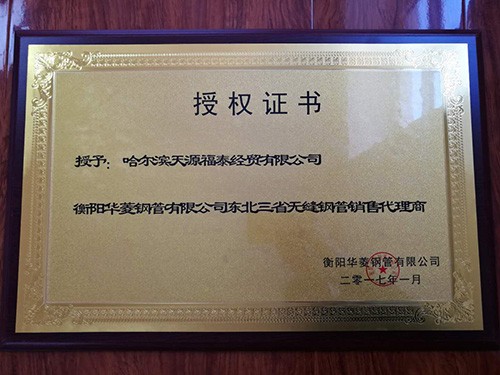 授权证书
授予：哈尔滨天源福泰经贸有限公司
衡阳华菱钢管有限公司东北三省无缝钢管销售代理商
衡阳华菱钢管有限公司
二零一七年一月